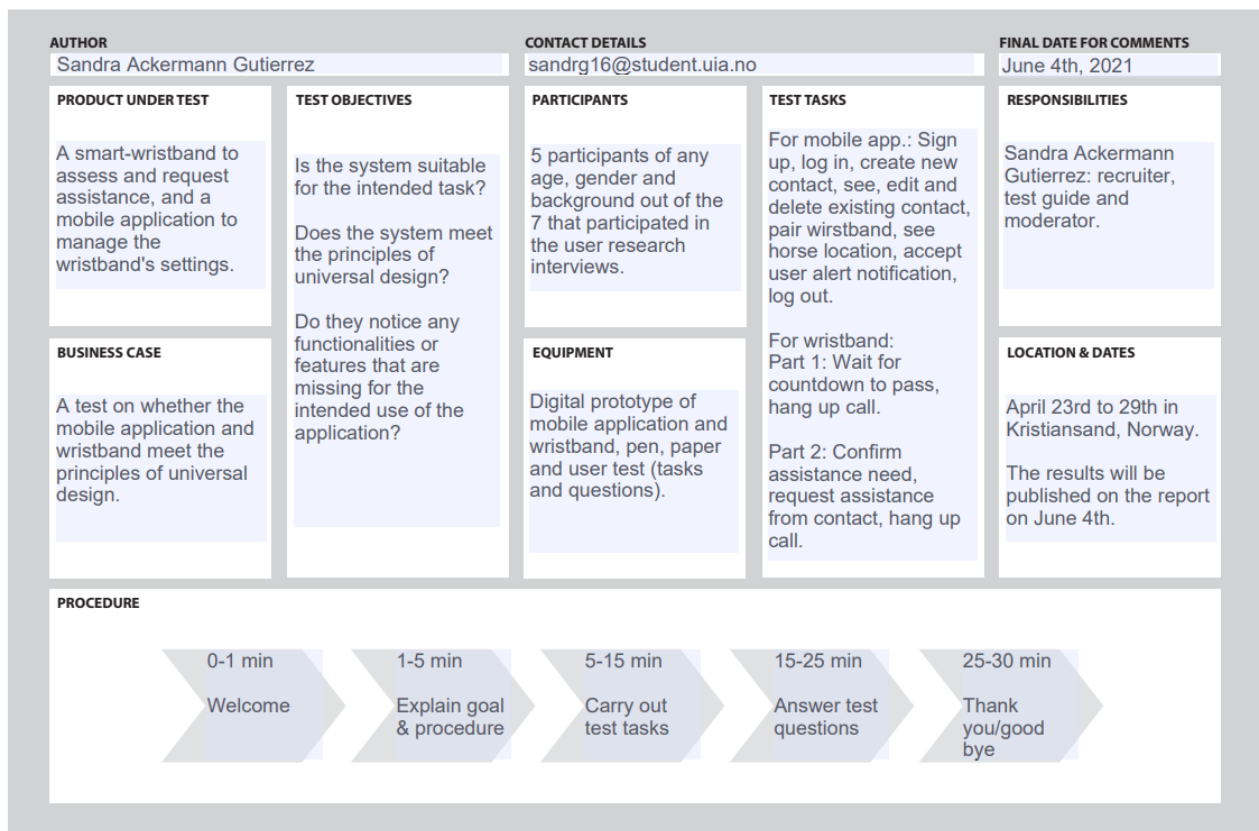 AUTHOR
Sandra Ackermann Gutierrez
CONTACT DETAILS
sandrg16@student.uia.no
FINAL DATE FOR COMMENTS
June 4th, 2021
PRODUCT UNDER TEST
A smart-wristband to
assess and request
assistance, and a
mobile application to
manage the
wristband's settings.
BUSINESS CASE
A test on whether the
mobile application and
wristband meet the
principles of universal
design.
TEST OBJECTIVES
Is the system suitable
for the intended task?
Does the system meet
the principles of
universal design?
Do they notice any
functionalities or
features that are
missing for the
intended use of the
application?
PARTICIPANTS
5 participants of any
age, gender and
background out of the
7 that participated in
the user research
interviews.
EQUIPMENT
Digital prototype of
mobile application and
wristband, pen, paper
and user test (tasks
and questions).
TEST TASKS
For mobile app.: Sign
up, log in, create new
contact, see, edit and
delete existing contact,
pair wirstband, see
horse location, accept
user alert notification,
log out.
For wristband:
Part 1: Wait for
countdown to pass,
hang up call.
Part 2: Confirm
assistance need,
request assistance
from contact, hang up
call.
RESPONSIBILITIES
Sandra Ackermann
Gutierrez: recruiter,
test guide and
moderator.
LOCATION & DATES
April 23rd to 29th in
Kristiansand, Norway.
The results will be
published on the report
on June 4th.
PROCEDURE
0-1 min
Welcome
1-5 min
Explain goal
& procedure
5-15 min
Carry out
test tasks
15-25 min
Answer test
questions
25-30 min
Thank
you/good
bye